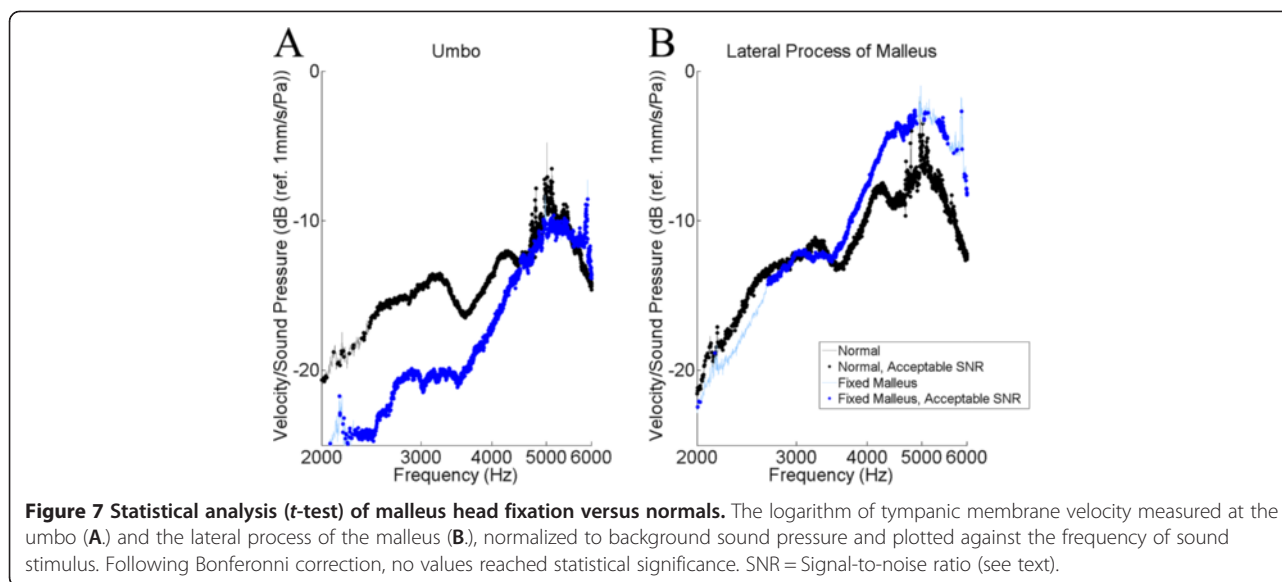 A
Umbo
Velocity/Sound Pressure (dB (ref. 1mm/s/Pa))
0
-10
-20
2000 3000 4000 5000 6000
Frequency (Hz)
B
Lateral Process of Malleus
Velocity/Sound Pressure (dB (ref. 1mm/s/Pa))
0
-10
-20
2000 3000 4000 5000 6000
Frequency (Hz)
Normal
Normal, Acceptable SNR
Fixed Malleus
Fixed Malleus, Acceptable SNR
Figure 7 Statistical analysis (t-test) of malleus head fixation versus normals. The logarithm of tympanic membrane velocity measured at the
umbo (A.) and the lateral process of the malleus (B.), normalized to background sound pressure and plotted against the frequency of sound
stimulus. Following Bonferonni correction, no values reached statistical significance. SNR = Signal-to-noise ratio (see text).